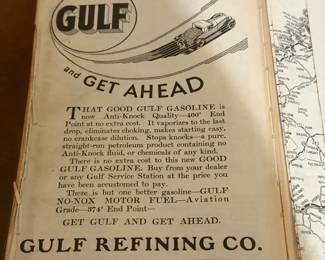 GULF
and GET AHEAD
THAT GOOD GULF GASOLINE is
now Anti-Knock Quality—400° End
Point at no extra cost. It vaporizes to the last
drop, eliminates choking, makes starting easy,
no crankcase dilution. Stops knocks—a pure,
straight-run petroleum product containing no
Anti-Knock fluid, or chemicals of any kind.
There is no extra cost to this new GOOD
GULF GASOLINE. Buy from your dealer
or any Gulf Service Station at the price you
have been accustomed to pay.
There is but one better gasoline—GULF
NO-NOX MOTOR FUEL—Aviation
Grade—374° End Point—
GET GULF AND GET AHEAD.
GULF REFINING CO.